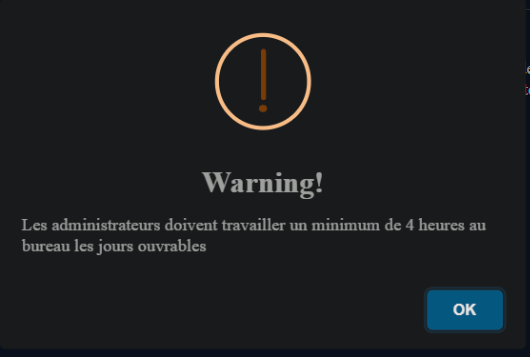 Warning!
Les administrateurs doivent travailler un minimum de 4 heures au
bureau les jours ouvrables
OK